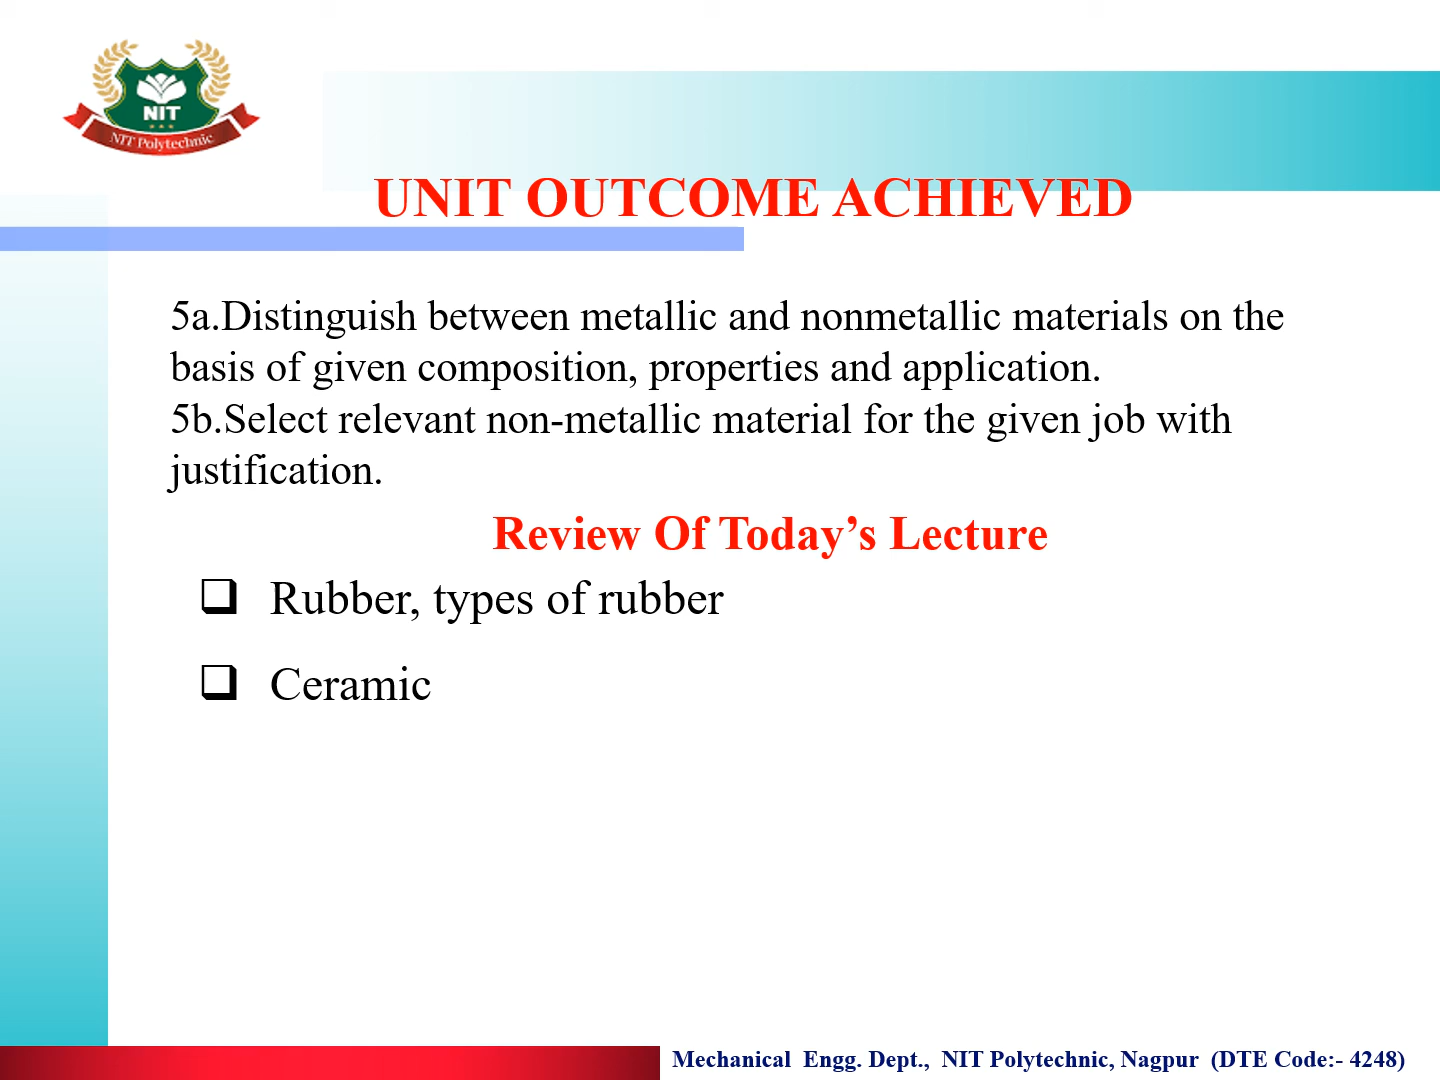 NIT
NIT Polytechnic
UNIT OUTCOME ACHIEVED
5a.Distinguish between metallic and nonmetallic materials on the
basis of given composition, properties and application.
5b.Select relevant non-metallic material for the given job with
justification.
Review Of Today’s Lecture
❑ Rubber, types of rubber
❑ Ceramic
Mechanical Engg. Dept., NIT Polytechnic, Nagpur (DTE Code:- 4248)